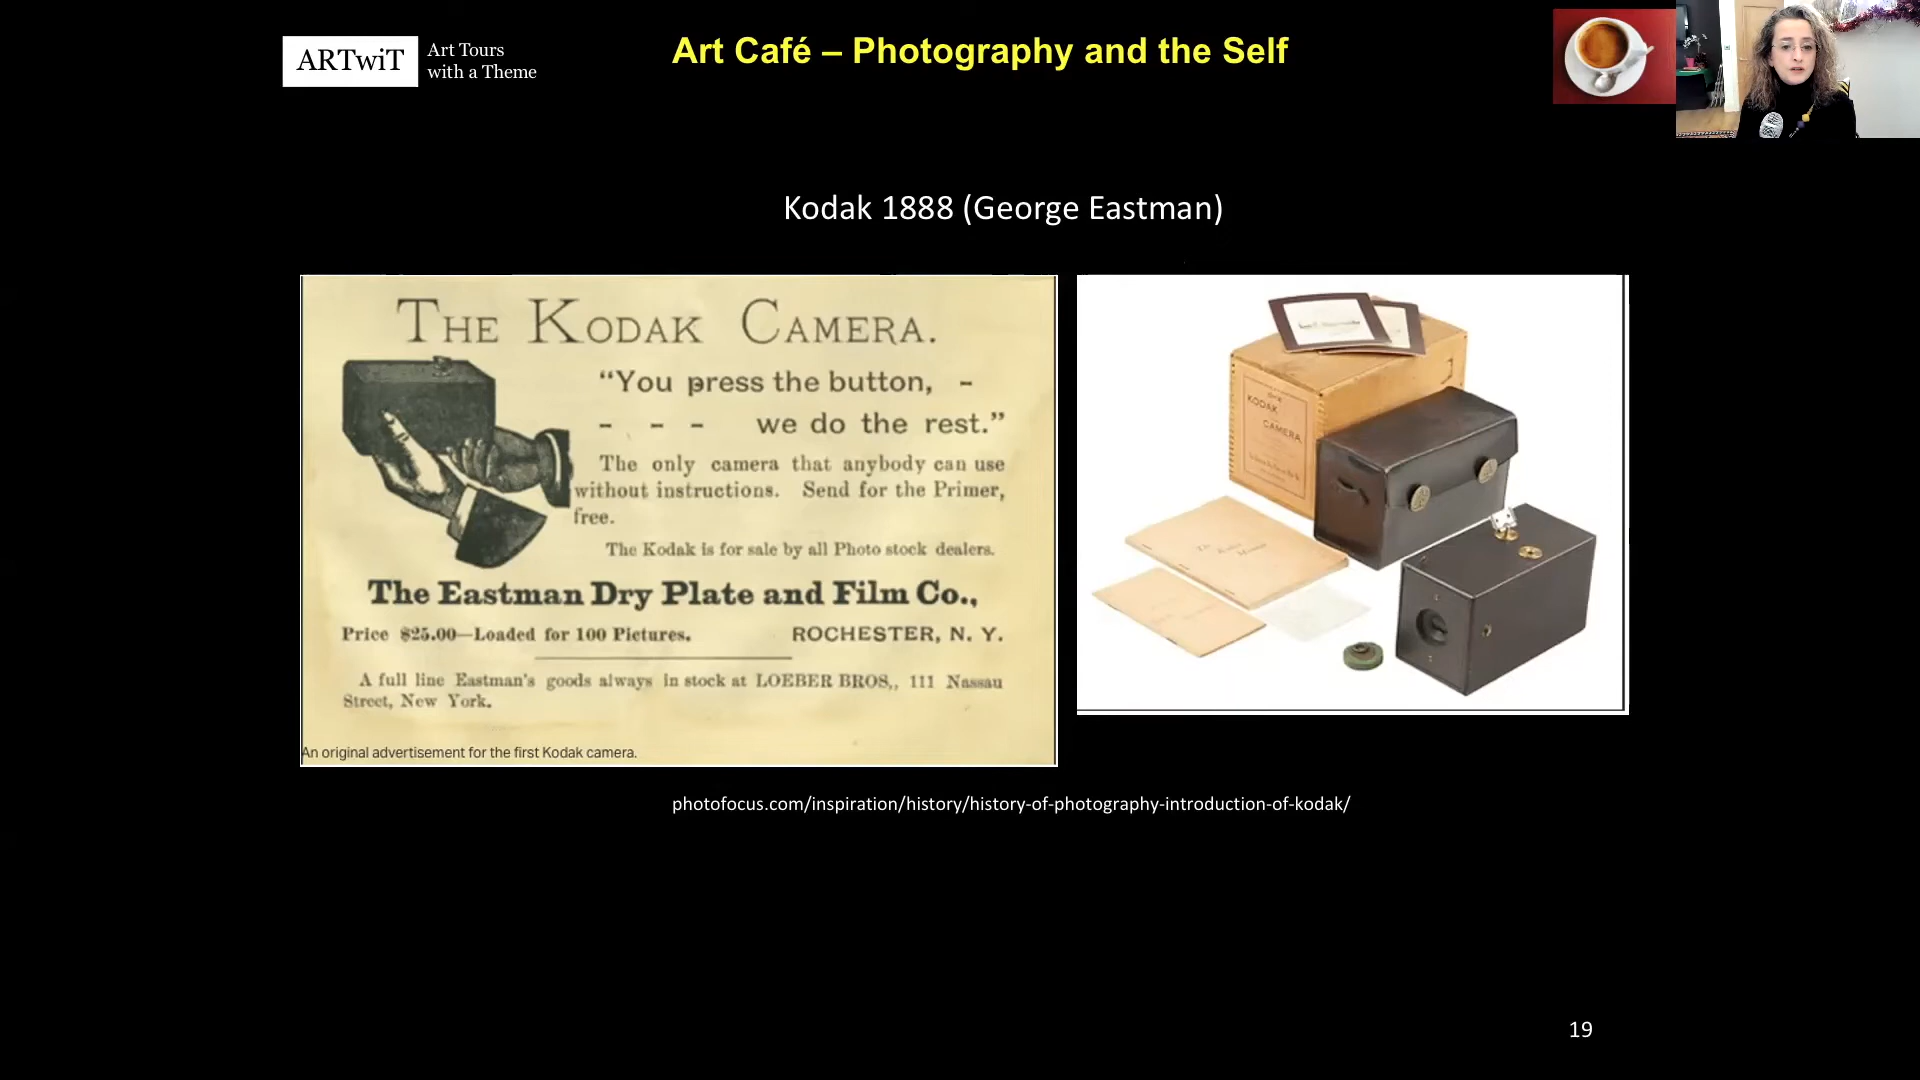 ARTwiT
Art Tours
with a Theme
Art Café – Photography and the Self
Kodak 1888 (George Eastman)
THE KODAK CAMERA.
“You press the button, -
- - - we do the rest.”
The only camera that anybody can use
without instructions. Send for the Primer,
free.
The Kodak is for sale by all Photo stock dealers.
The Eastman Dry Plate and Film Co.,
Price $25.00—Loaded for 100 Pictures. ROCHESTER, N. Y.
A full line Eastman's goods always in stock at LOEBER BROS., 111 Nassau
Street, New York.
An original advertisement for the first Kodak camera.
KODAK
CAMERA
photofocus.com/inspiration/history/history-of-photography-introduction-of-kodak/
19